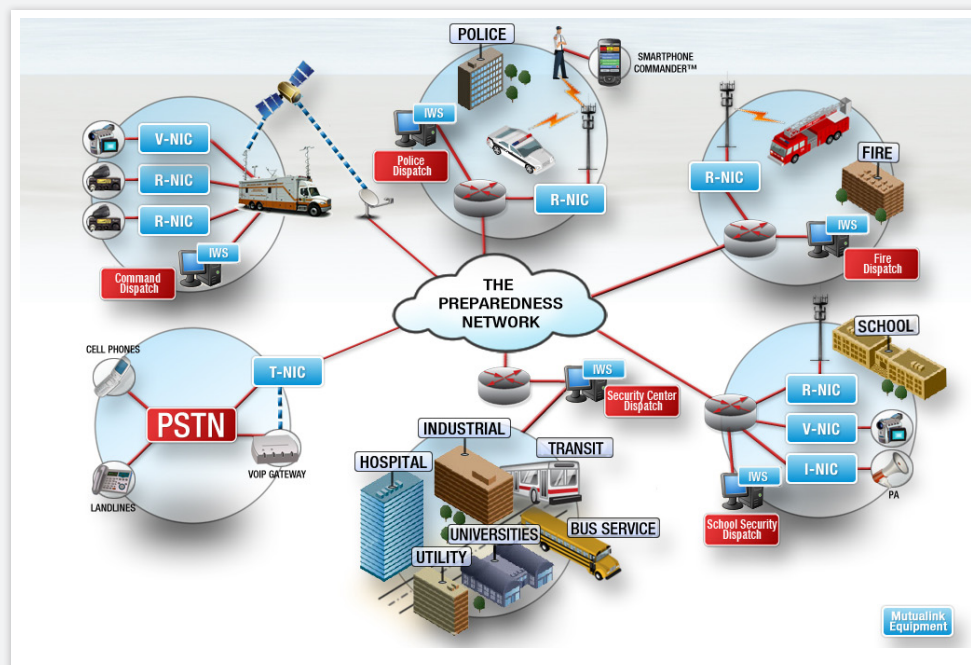 POLICE
SMARTPHONE
COMMANDER™
IWS
Police
Dispatch
R-NIC
V-NIC
R-NIC
R-NIC
IWS
Command
Dispatch
R-NIC
FIRE
IWS
Fire
Dispatch
THE
PREPAREDNESS
NETWORK
CELL PHONES
T-NIC
PSTN
LANDLINES
VOIP GATEWAY
IWS
Security Center
Dispatch
INDUSTRIAL
TRANSIT
HOSPITAL
BUS SERVICE
UNIVERSITIES
UTILITY
SCHOOL
R-NIC
V-NIC
I-NIC
PA
IWS
School Security
Dispatch
Mutualink
Equipment